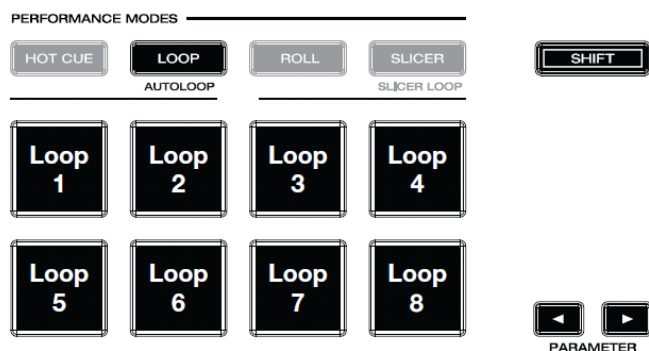 PERFORMANCE MODES
HOT CUE LOOP ROLL SLICER SHIFT
AUTOLOOP SLICER LOOP
Loop 1 Loop 2 Loop 3 Loop 4
Loop 5 Loop 6 Loop 7 Loop 8
◄ ►
PARAMETER